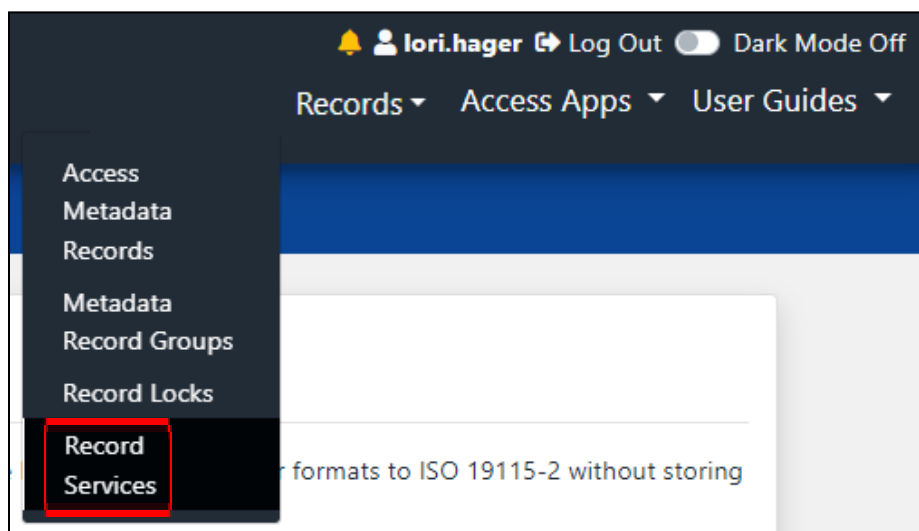 lori.hager Log Out Dark Mode Off
Records Access Apps User Guides
Access
Metadata
Records
Metadata
Record Groups
Record Locks
Record
Services
r formats to ISO 19115-2 without storing